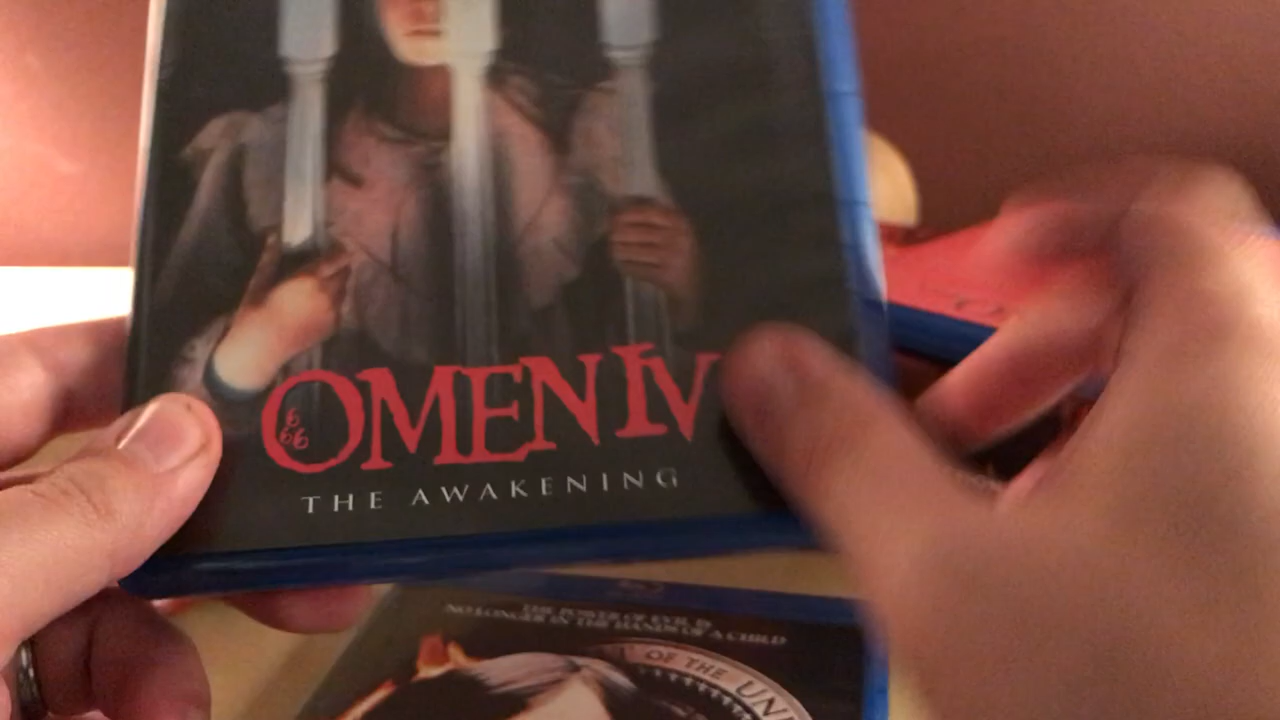 666
OMEN IV
THE AWAKENING
THE POWER OF EVIL IS
NO LONGER IN THE HANDS OF A CHILD
OF THE UNI